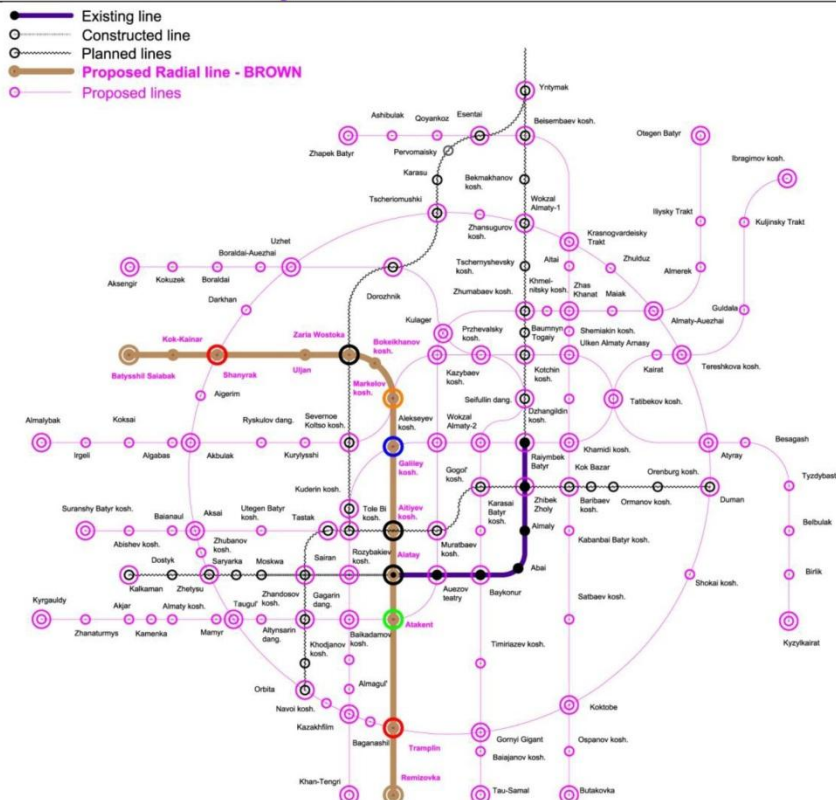 Existing line
Constructed line
Planned lines
Proposed Radial line - BROWN
Proposed lines
Yntymak
Ashibulak
Qoyankoz
Esentai
Beisembaev kosh.
Otegen Batyr
Zhapek Batyr
Pervomaisky
Ibragimov kosh.
Karasu
Bekmakhanov
kosh.
Tscheriomushki
Wokzal
Almaty-1
Zhansugurov
kosh.
Krasnogvardeisky
Trakt
Iliysky Trakt
Kuljinsky Trakt
Uzhet
Boraldai-Auezhai
Tschernyshevsky
kosh.
Altai
Zhulduz
Aksengir
Kokuzek
Boraldai
Dorozhnik
Khmel-
nitsky kosh.
Zhas
Khanat
Maiak
Almerek
Darkhan
Zhumabaev kosh.
Almaty-Auezhai
Guldala
Kulager
Kok-Kainar
Zaria Wostoka
Bokeikhanov
kosh.
Przhevalsky
kosh.
Baumnyn
Togaiy
Shemiakin kosh.
Ulken Almaty Arnasy
Batysshil Saiabak
Shanyrak
Uljan
Markelov
kosh.
Kazybaev
kosh.
Kotchin
kosh.
Kairat
Tereshkova kosh.
Aigerim
Seifullin dang.
Tatibekov kosh.
Almalybak
Koksai
Ryskulov dang.
Severnoe
Koltso kosh.
Alekseyev
kosh.
Wokzal
Almaty-2
Dzhangildin
kosh.
Irgeli
Algabas
Akbulak
Kurylysshi
Galiley
kosh.
Raiymbek
Batyr
Khamidi kosh.
Atyray
Besagash
Gogol'
kosh.
Kok Bazar
Orenburg kosh.
Tyzdybast
Kuderin kosh.
Suranshy Batyr kosh.
Baianaul
Aksai
Utegen Batyr
kosh.
Tastak
Tole Bi
kosh.
Aitiyev
kosh.
Karasai
Batyr
kosh.
Zhibek
Zholy
Baribaev
kosh.
Ormanov kosh.
Duman
Abishev kosh.
Zhubanov
kosh.
Muratbaev
kosh.
Almaly
Kabanbai Batyr kosh.
Belbulak
Dostyk
Saryarka
Moskwa
Sairan
Rozybakiev
kosh.
Alatay
Kalkaman
Zhetysu
Zhandosov
kosh.
Gagarin
dang.
Auezov
teatry
Baykonur
Abai
Shokai kosh.
Birlik
Kyrgauldy
Akjar
Almaty kosh.
Taugul'
Satbaev kosh.
Zhanaturmys
Kamenka
Mamyr
Altynsarin
dang.
Baikadamov
kosh.
Atakent
Kyzylkairat
Khodjanov
kosh.
Timiriazev kosh.
Orbita
Almagul'
Navoi kosh.
Kazakhfilm
Koktobe
Baganashil
Tramplin
Gornyi Gigant
Ospanov kosh.
Baiajanov kosh.
Khan-Tengri
Remizovka
Tau-Samal
Butakovka